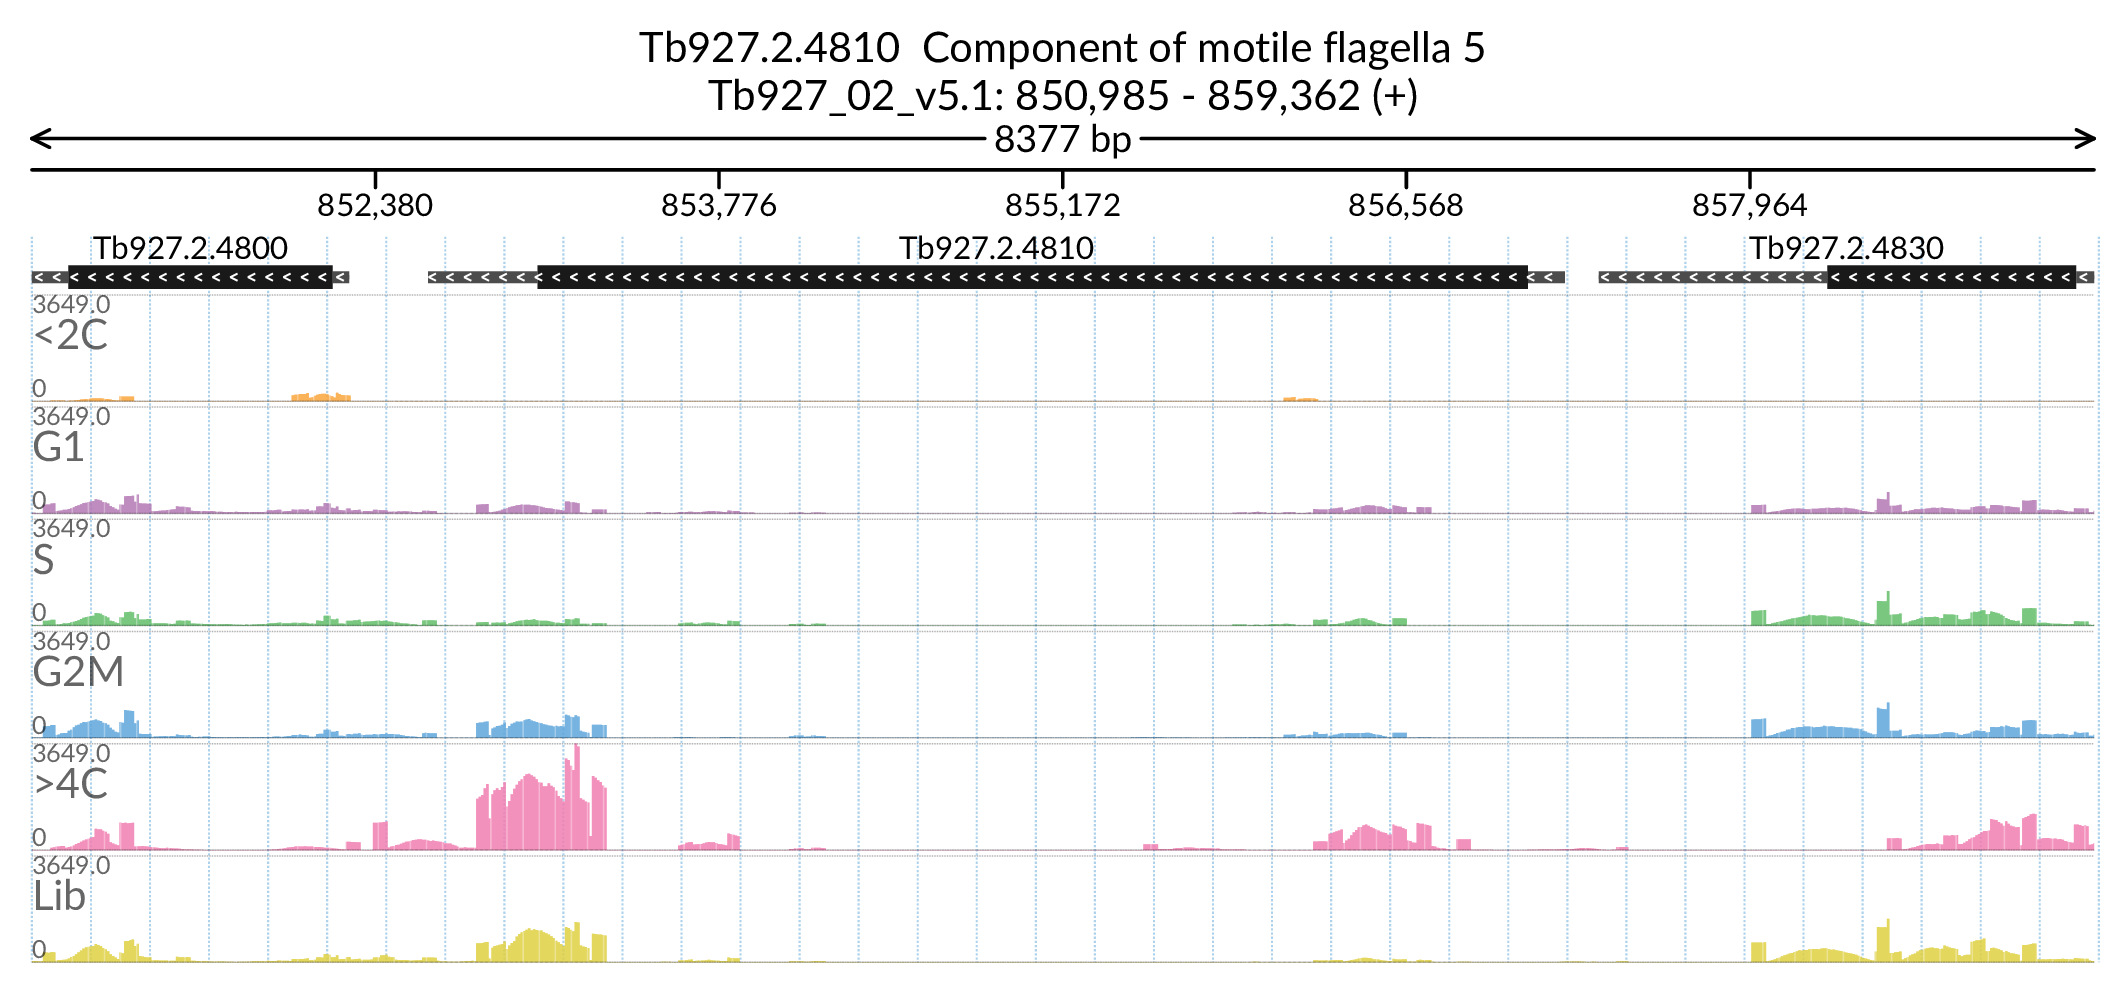 Tb927.2.4810  Component of motile flagella 5
Tb927_02_v5.1: 850,985 - 859,362 (+)
8377 bp
852,380 853,776 855,172 856,568 857,964
Tb927.2.4800 Tb927.2.4810 Tb927.2.4830
3649.0
<2C
0
3649.0
G1
0
3649.0
S
0
3649.0
G2M
0
3649.0
>4C
0
3649.0
Lib
0